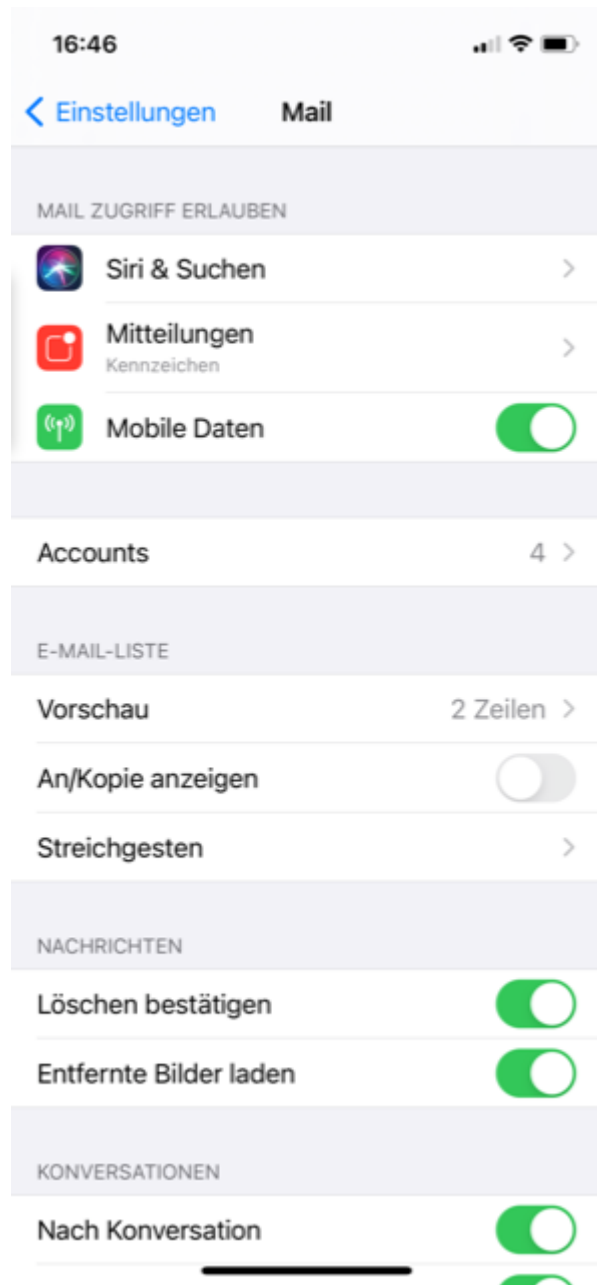 16:46
Einstellungen Mail
MAIL ZUGRIFF ERLAUBEN
Siri & Suchen
Mitteilungen
Kennzeichen
Mobile Daten
Accounts 4
E-MAIL-LISTE
Vorschau 2 Zeilen
An/Kopie anzeigen
Streichgesten
NACHRICHTEN
Löschen bestätigen
Entfernte Bilder laden
KONVERSATIONEN
Nach Konversation